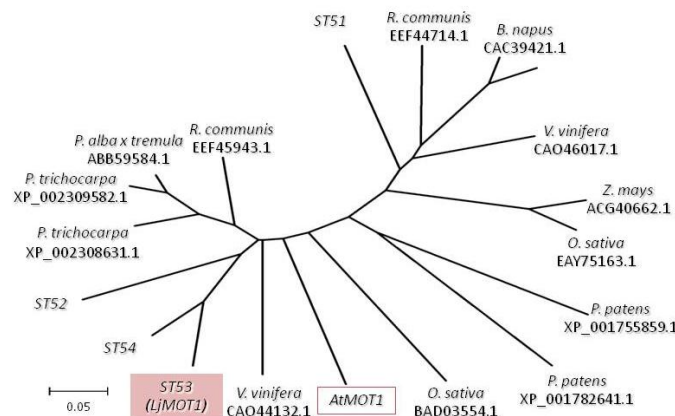 ST51
R. communis
EEF44714.1
B. napus
CAC39421.1
R. communis
EEF45943.1
P. alba x tremula
ABB59584.1
V. vinifera
CAO46017.1
P. trichocarpa
XP_002309582.1
Z. mays
ACG40662.1
P. trichocarpa
XP_002308631.1
O. sativa
EAY75163.1
ST52
P. patens
XP_001755859.1
ST54
ST53
(LjMOT1)
V. vinifera
CAO44132.1
AtMOT1
O. sativa
BAD03554.1
P. patens
XP_001782641.1
0.05